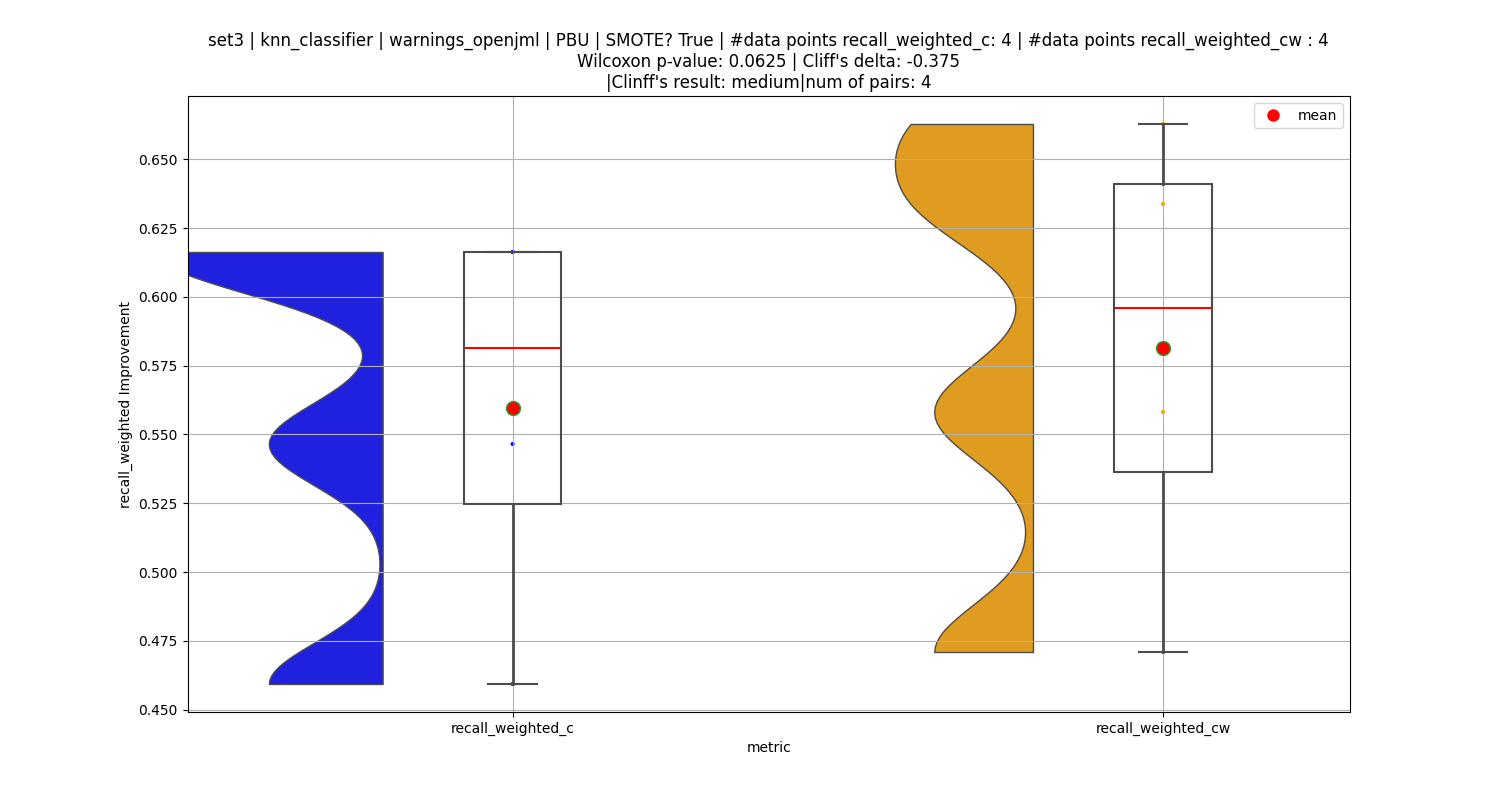 set3 | knn_classifier | warnings_openjml | PBU | SMOTE? True | #data points recall_weighted_c: 4 | #data points recall_weighted_cw : 4
Wilcoxon p-value: 0.0625 | Cliff's delta: -0.375
|Clinff's result: medium|num of pairs: 4
mean
recall_weighted Improvement
0.650
0.625
0.600
0.575
0.550
0.525
0.500
0.475
0.450
recall_weighted_c
recall_weighted_cw
metric